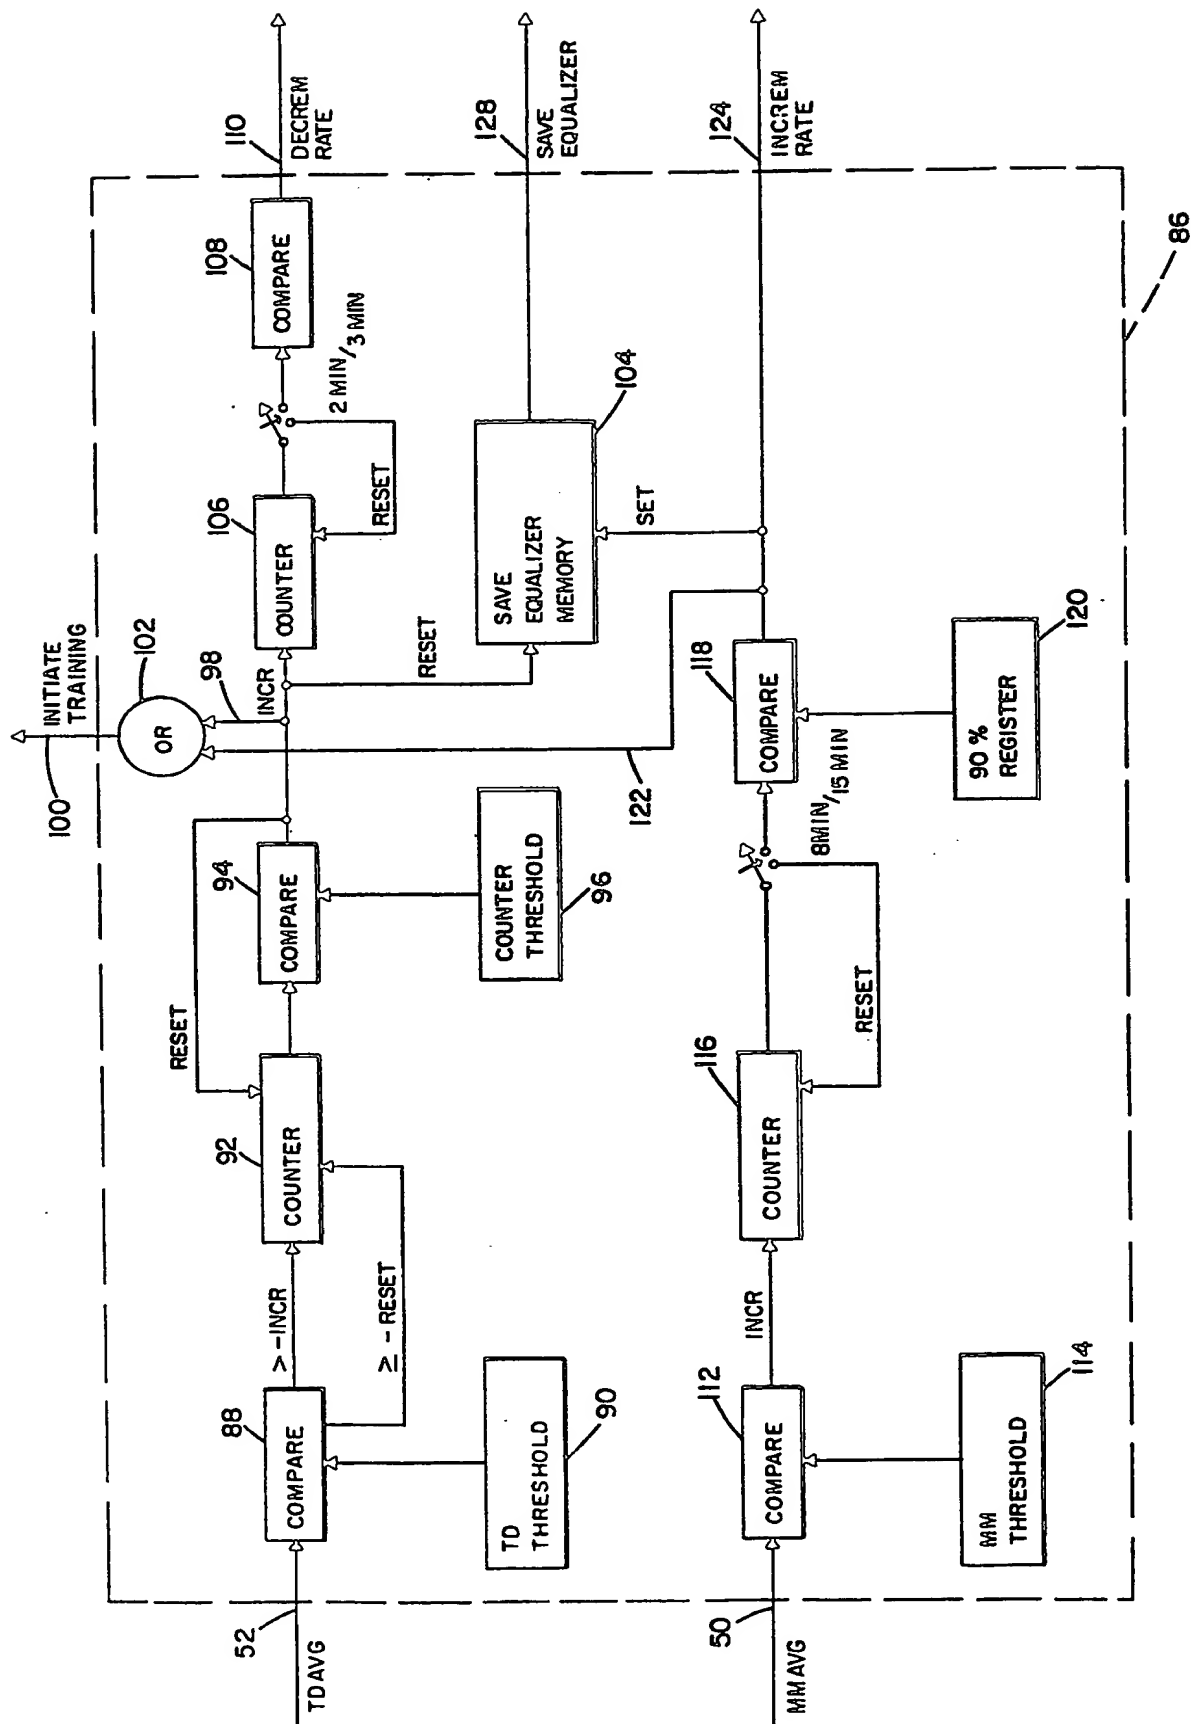 100
INITIATE
TRAINING
102
OR
98
TD AVG
52
88
COMPARE
> - INCR
≥ - RESET
TD
THRESHOLD
90
92
COUNTER
RESET
94
COMPARE
COUNTER
THRESHOLD
96
INCR
RESET
106
COUNTER
RESET
2 MIN/3 MIN
108
COMPARE
110
DECREM
RATE
SAVE
EQUALIZER
MEMORY
104
SET
128
SAVE
EQUALIZER
MM AVG
50
112
COMPARE
INCR
MM
THRESHOLD
114
116
COUNTER
RESET
8MIN/15 MIN
118
COMPARE
90 %
REGISTER
120
122
124
INCREM
RATE
86